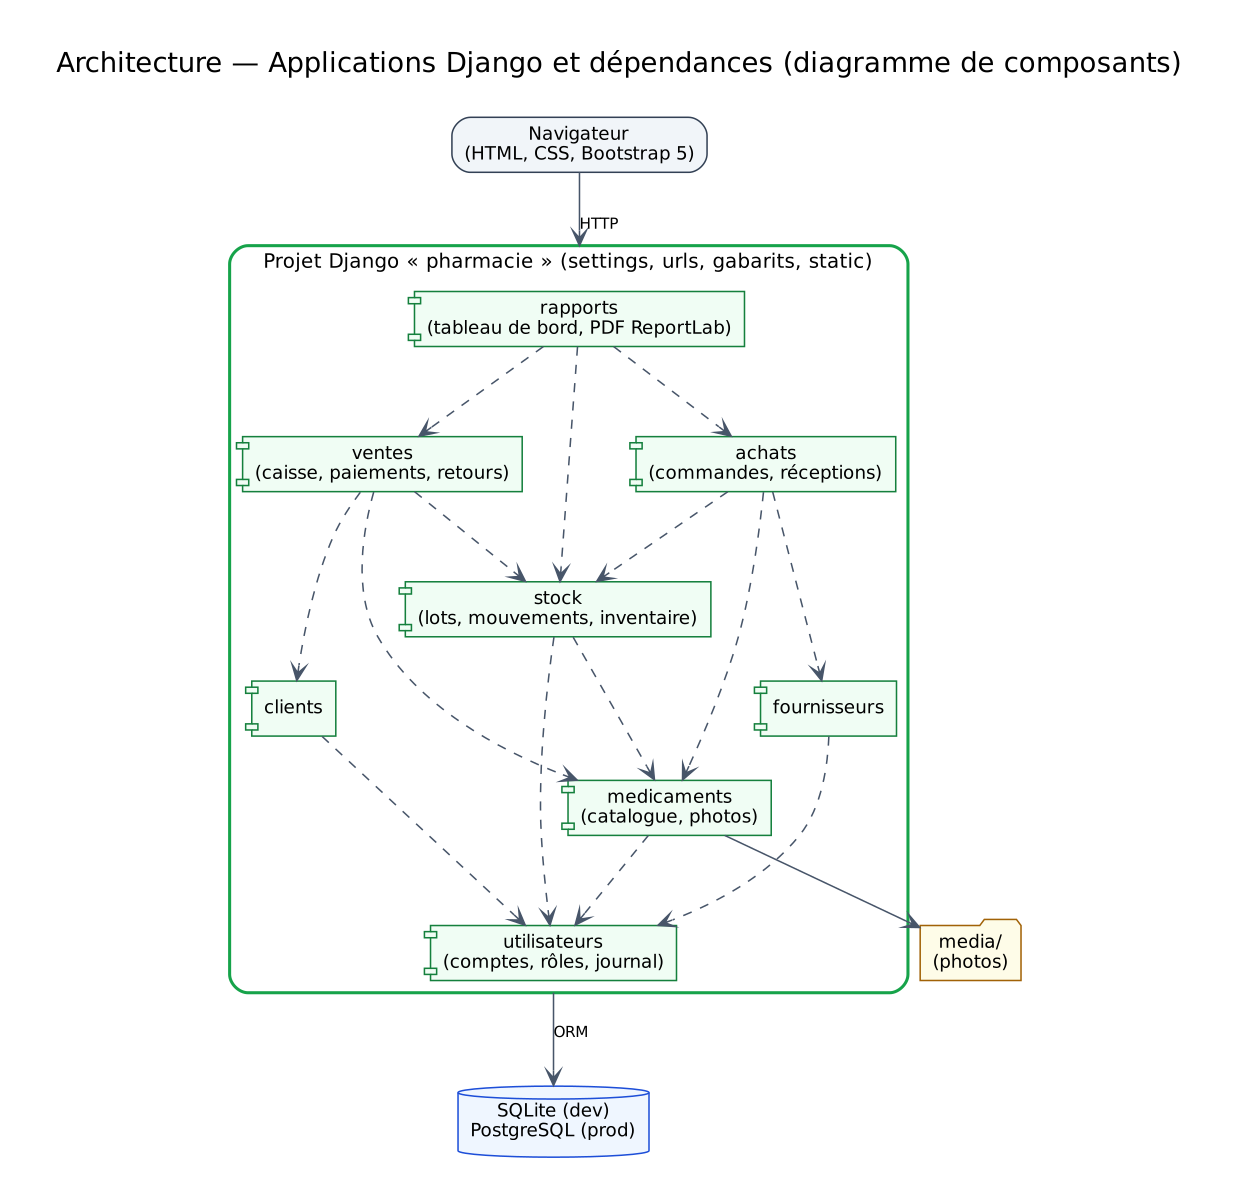 Architecture — Applications Django et dépendances (diagramme de composants)
Navigateur
(HTML, CSS, Bootstrap 5)
HTTP
Projet Django « pharmacie » (settings, urls, gabarits, static)
rapports
(tableau de bord, PDF ReportLab)
ventes
(caisse, paiements, retours)
achats
(commandes, réceptions)
stock
(lots, mouvements, inventaire)
clients
fournisseurs
medicaments
(catalogue, photos)
utilisateurs
(comptes, rôles, journal)
media/
(photos)
ORM
SQLite (dev)
PostgreSQL (prod)